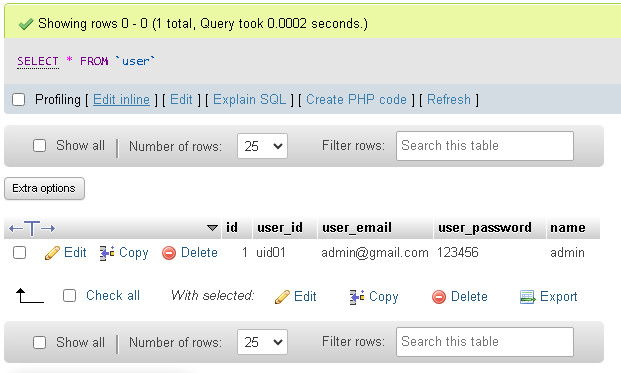 Showing rows 0 - 0 (1 total, Query took 0.0002 seconds.)
SELECT * FROM `user`
Profiling [ Edit inline ] [ Edit ] [ Explain SQL ] [ Create PHP code ] [ Refresh ]
Show all Number of rows: 25 Filter rows: Search this table
Extra options
id user_id user_email user_password name
Edit Copy Delete 1 uid01 admin@gmail.com 123456 admin
Check all With selected: Edit Copy Delete Export
Show all Number of rows: 25 Filter rows: Search this table